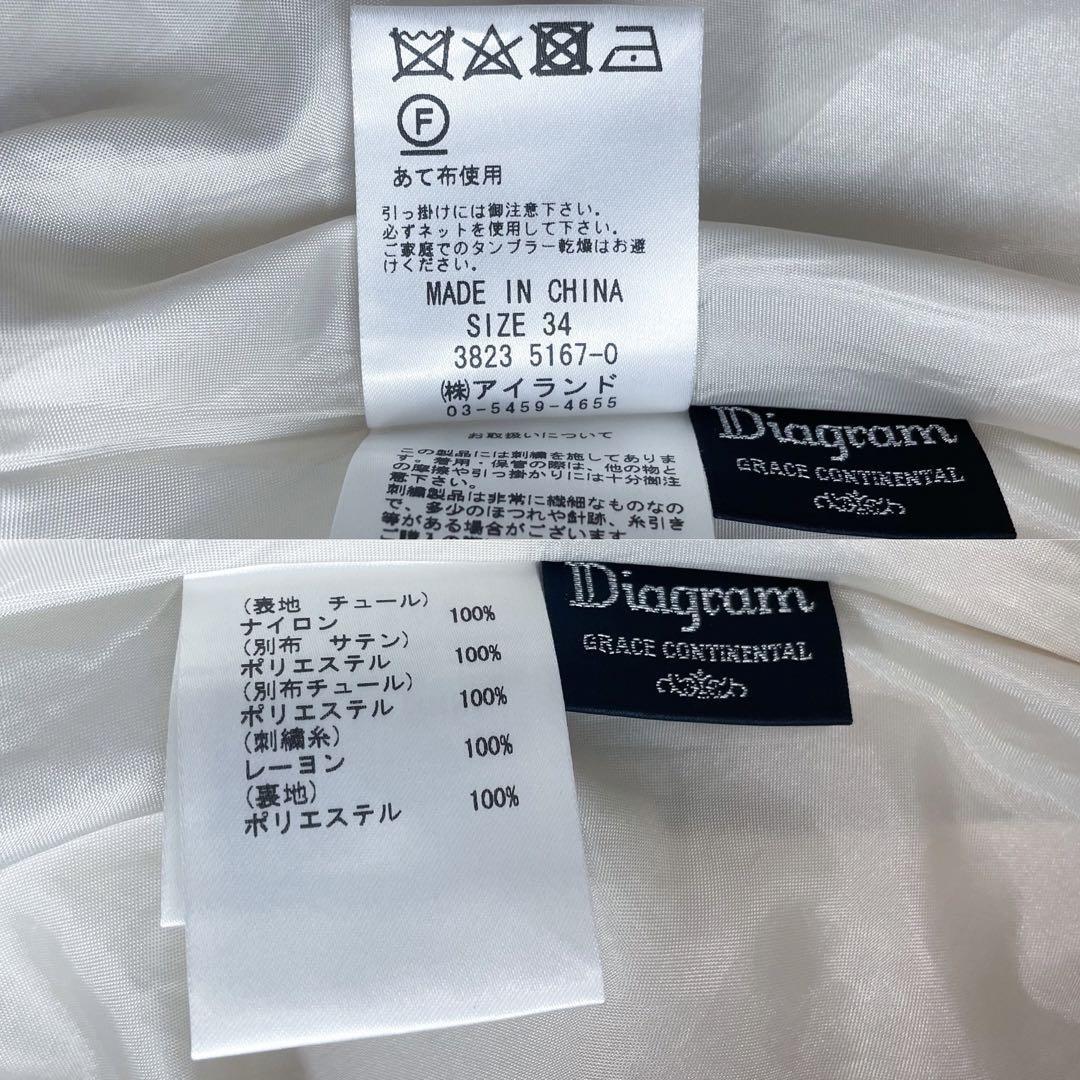 F
あて布使用
引っ掛けには御注意下さい。
必ずネットを使用して下さい。
ご家庭でのタンブラー乾燥はお避
けください。
MADE IN CHINA
SIZE 34
3823 5167-0
(株)アイランド
03-5459-4655
お取扱いについて
この製品には刺繍を施してありま
す。着用・保管の際は、他の物と
の摩擦や引っ掛かりには十分御注
意下さい。
刺繍製品は非常に繊細なものなの
で、多少のほつれや針跡、糸引き
等がある場合がございます。
Diagram
GRACE CONTINENTAL
(表地 チュール)
ナイロン 100%
(別布 サテン)
ポリエステル 100%
(別布チュール)
ポリエステル 100%
(刺繍糸)
レーヨン 100%
(裏地)
ポリエステル 100%
Diagram
GRACE CONTINENTAL